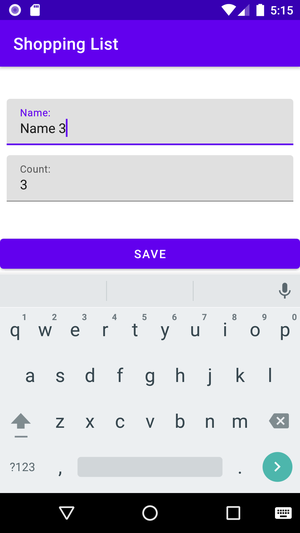 5:15
Shopping List
Name:
Name 3
Count:
3
SAVE
1 2 3 4 5 6 7 8 9 0
q w e r t y u i o p
a s d f g h j k l
z x c v b n m
?123 , .